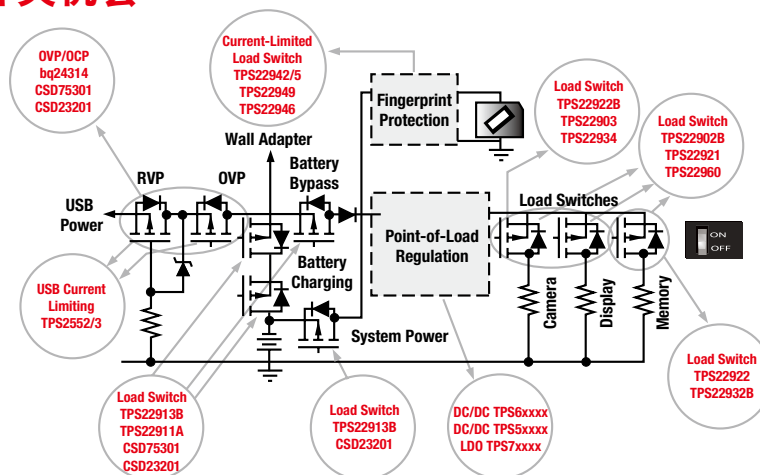 OVP/OCP
bq24314
CSD75301
CSD23201
Current-Limited
Load Switch
TPS22942/5
TPS22949
TPS22946
Fingerprint
Protection
Load Switch
TPS22922B
TPS22903
TPS22934
Load Switch
TPS22902B
TPS22921
TPS22960
Wall Adapter
RVP
OVP
Battery
Bypass
USB
Power
Load Switches
ON
OFF
Point-of-Load
Regulation
Battery
Charging
USB Current
Limiting
TPS2552/3
Camera
Display
Memory
System Power
Load Switch
TPS22913B
TPS22911A
CSD75301
CSD23201
Load Switch
TPS22913B
CSD23201
DC/DC TPS6xxxx
DC/DC TPS5xxxx
LDO TPS7xxxx
Load Switch
TPS22922
TPS22932B